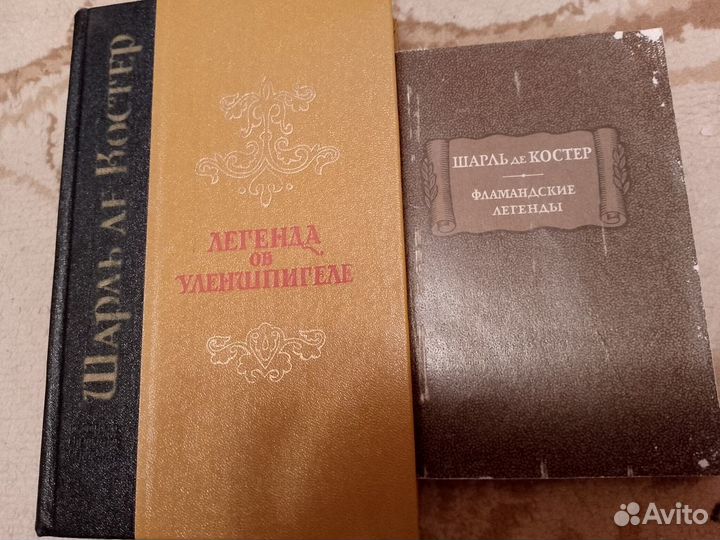 Шарль де Костер
ЛЕГЕНДА
ОБ
УЛЕНШПИГЕЛЕ
ШАРЛЬ ДЕ КОСТЕР
ФЛАМАНДСКИЕ
ЛЕГЕНДЫ
Avito